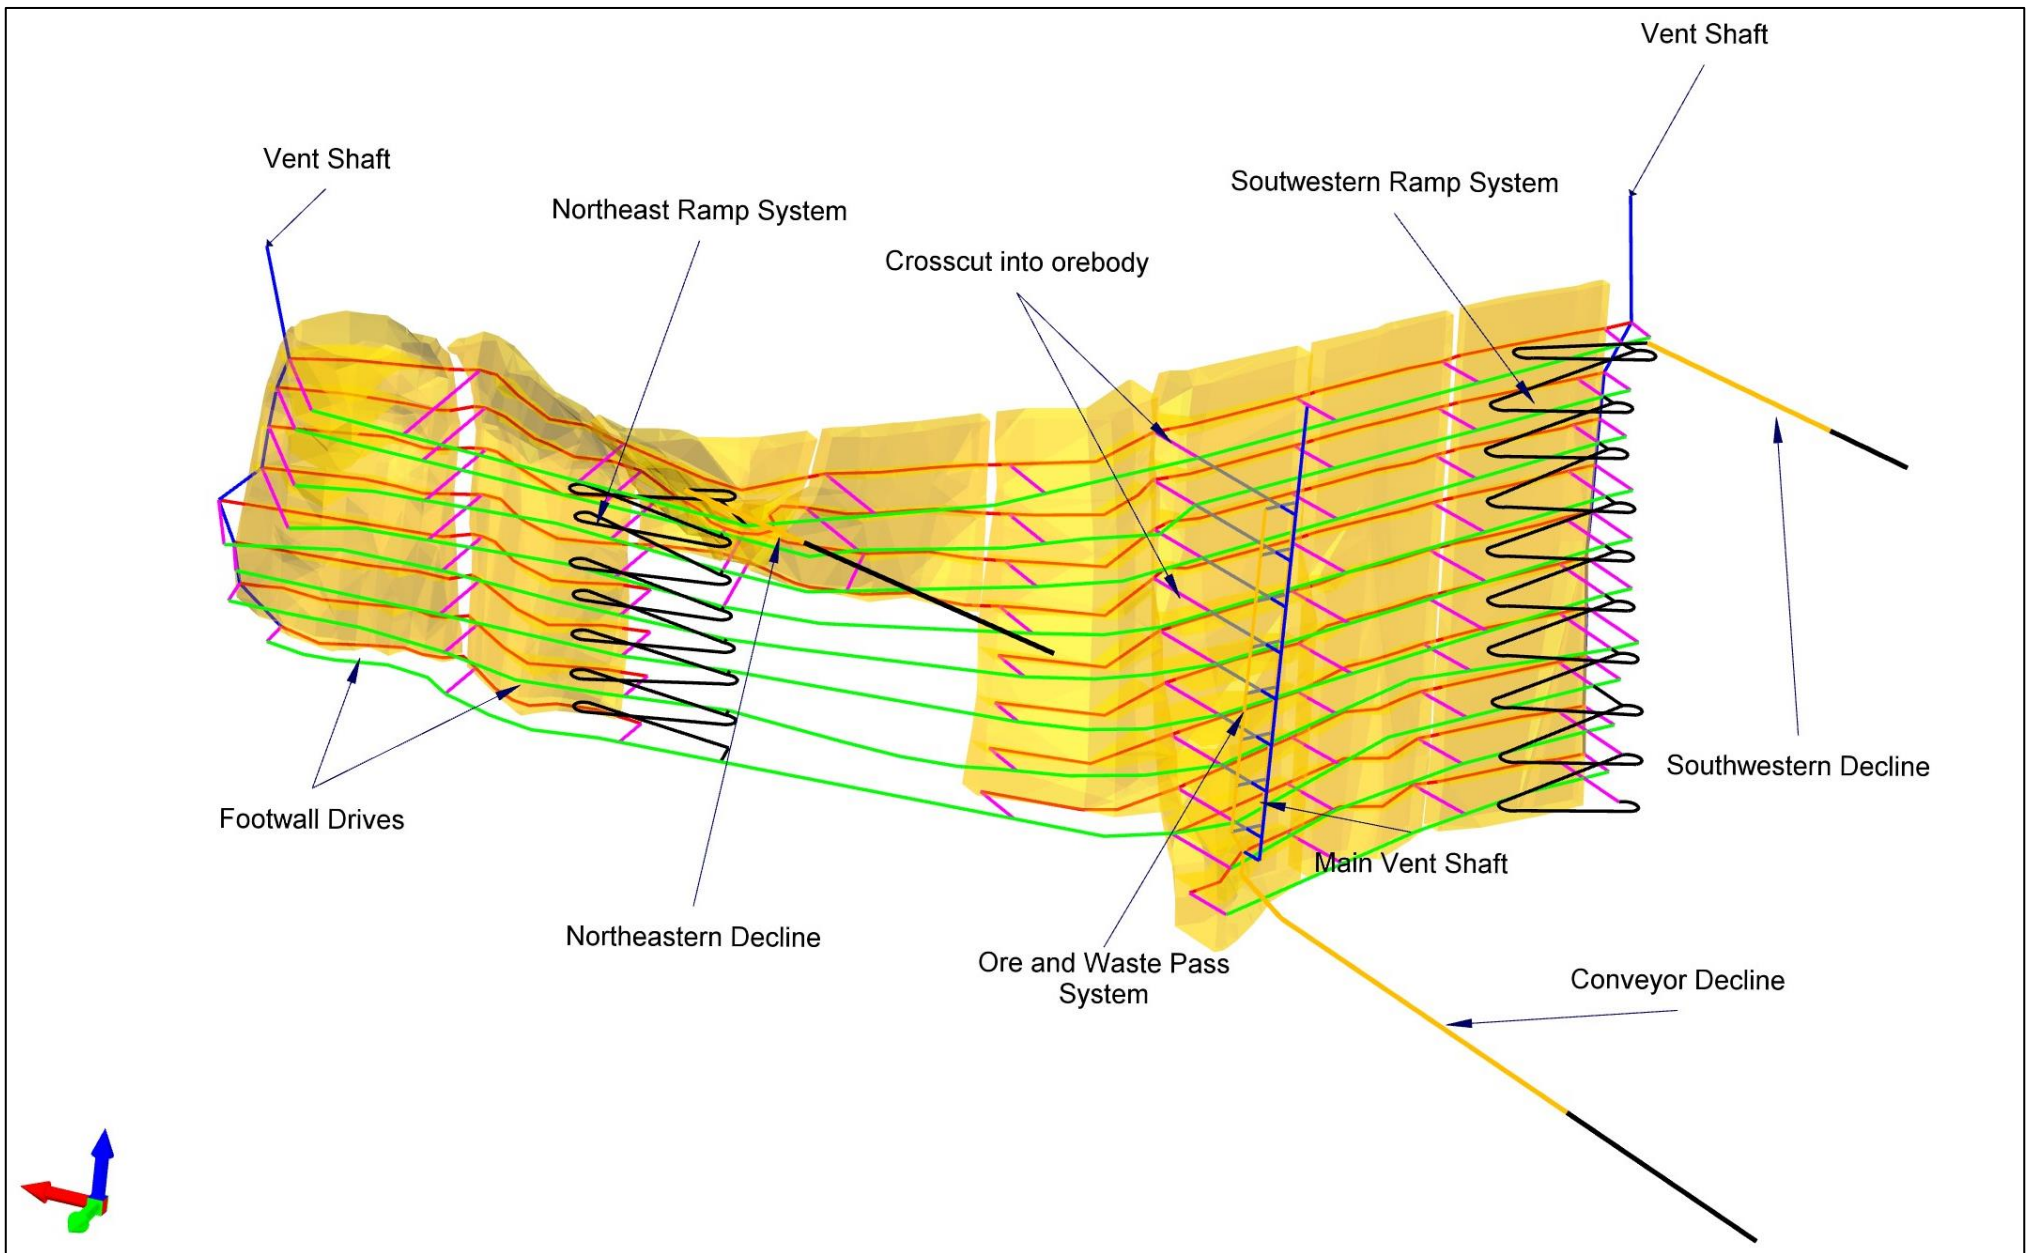 Vent Shaft
Vent Shaft
Northeast Ramp System
Soutwestern Ramp System
Crosscut into orebody
Footwall Drives
Southwestern Decline
Main Vent Shaft
Northeastern Decline
Ore and Waste Pass
System
Conveyor Decline